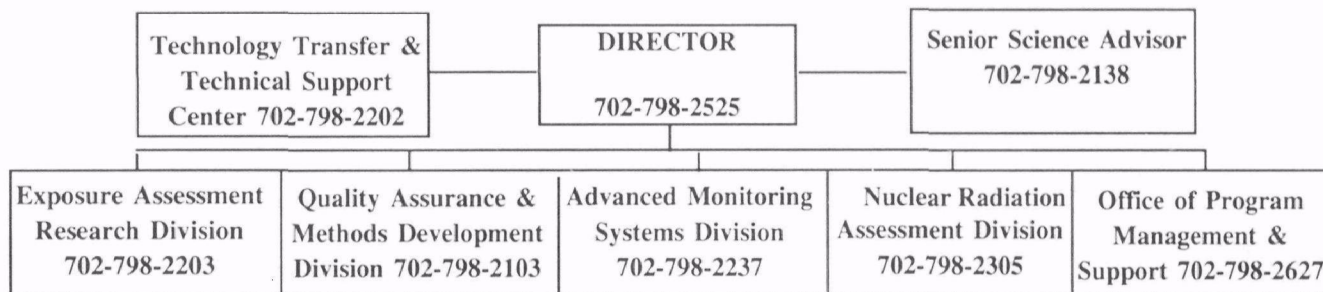 Technology Transfer &
Technical Support
Center 702-798-2202
DIRECTOR
702-798-2525
Senior Science Advisor
702-798-2138
Exposure Assessment
Research Division
702-798-2203
Quality Assurance &
Methods Development
Division 702-798-2103
Advanced Monitoring
Systems Division
702-798-2237
Nuclear Radiation
Assessment Division
702-798-2305
Office of Program
Management &
Support 702-798-2627